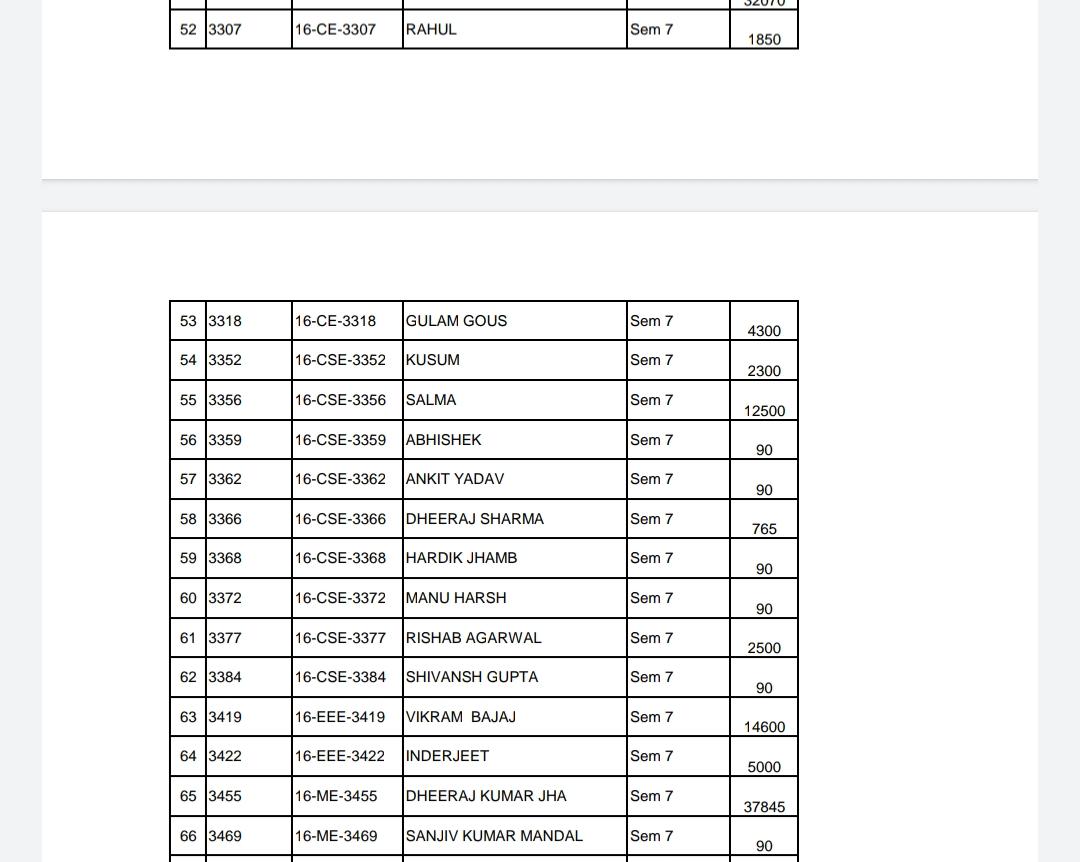 32070
52 3307 16-CE-3307 RAHUL Sem 7 1850
53 3318 16-CE-3318 GULAM GOUS Sem 7 4300
54 3352 16-CSE-3352 KUSUM Sem 7 2300
55 3356 16-CSE-3356 SALMA Sem 7 12500
56 3359 16-CSE-3359 ABHISHEK Sem 7 90
57 3362 16-CSE-3362 ANKIT YADAV Sem 7 90
58 3366 16-CSE-3366 DHEERAJ SHARMA Sem 7 765
59 3368 16-CSE-3368 HARDIK JHAMB Sem 7 90
60 3372 16-CSE-3372 MANU HARSH Sem 7 90
61 3377 16-CSE-3377 RISHAB AGARWAL Sem 7 2500
62 3384 16-CSE-3384 SHIVANSH GUPTA Sem 7 90
63 3419 16-EEE-3419 VIKRAM  BAJAJ Sem 7 14600
64 3422 16-EEE-3422 INDERJEET Sem 7 5000
65 3455 16-ME-3455 DHEERAJ KUMAR JHA Sem 7 37845
66 3469 16-ME-3469 SANJIV KUMAR MANDAL Sem 7 90